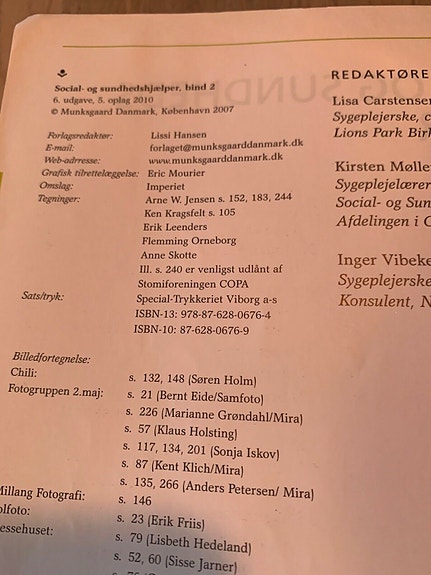 Social- og sundhedshjælper, bind 2
6. udgave, 5. oplag 2010
© Munksgaard Danmark, København 2007
Forlagsredaktør: Lissi Hansen
E-mail: forlaget@munksgaarddanmark.dk
Web-adrresse: www.munksgaarddanmark.dk
Grafisk tilrettelæggelse: Eric Mourier
Omslag: Imperiet
Tegninger: Arne W. Jensen s. 152, 183, 244
Ken Kragsfelt s. 105
Erik Leenders
Flemming Orneborg
Anne Skotte
Ill. s. 240 er venligst udlånt af
Stomiforeningen COPA
Sats/tryk: Special-Trykkeriet Viborg a-s
ISBN-13: 978-87-628-0676-4
ISBN-10: 87-628-0676-9
Billedfortegnelse:
Chili: s. 132, 148 (Søren Holm)
Fotogruppen 2.maj: s. 21 (Bernt Eide/Samfoto)
s. 226 (Marianne Grøndahl/Mira)
s. 57 (Klaus Holsting)
s. 117, 134, 201 (Sonja Iskov)
s. 87 (Kent Klich/Mira)
s. 135, 266 (Anders Petersen/ Mira)
Millang Fotografi: s. 146
olfoto: s. 23 (Erik Friis)
essehuset: s. 79 (Lisbeth Hedeland)
s. 52, 60 (Sisse Jarner)
REDAKTØRE
Lisa Carstensen
Sygeplejerske, c
Lions Park Birk
Kirsten Mølle
Sygeplejelærer
Social- og Sun
Afdelingen i G
Inger Vibeke
Sygeplejerske
Konsulent, N